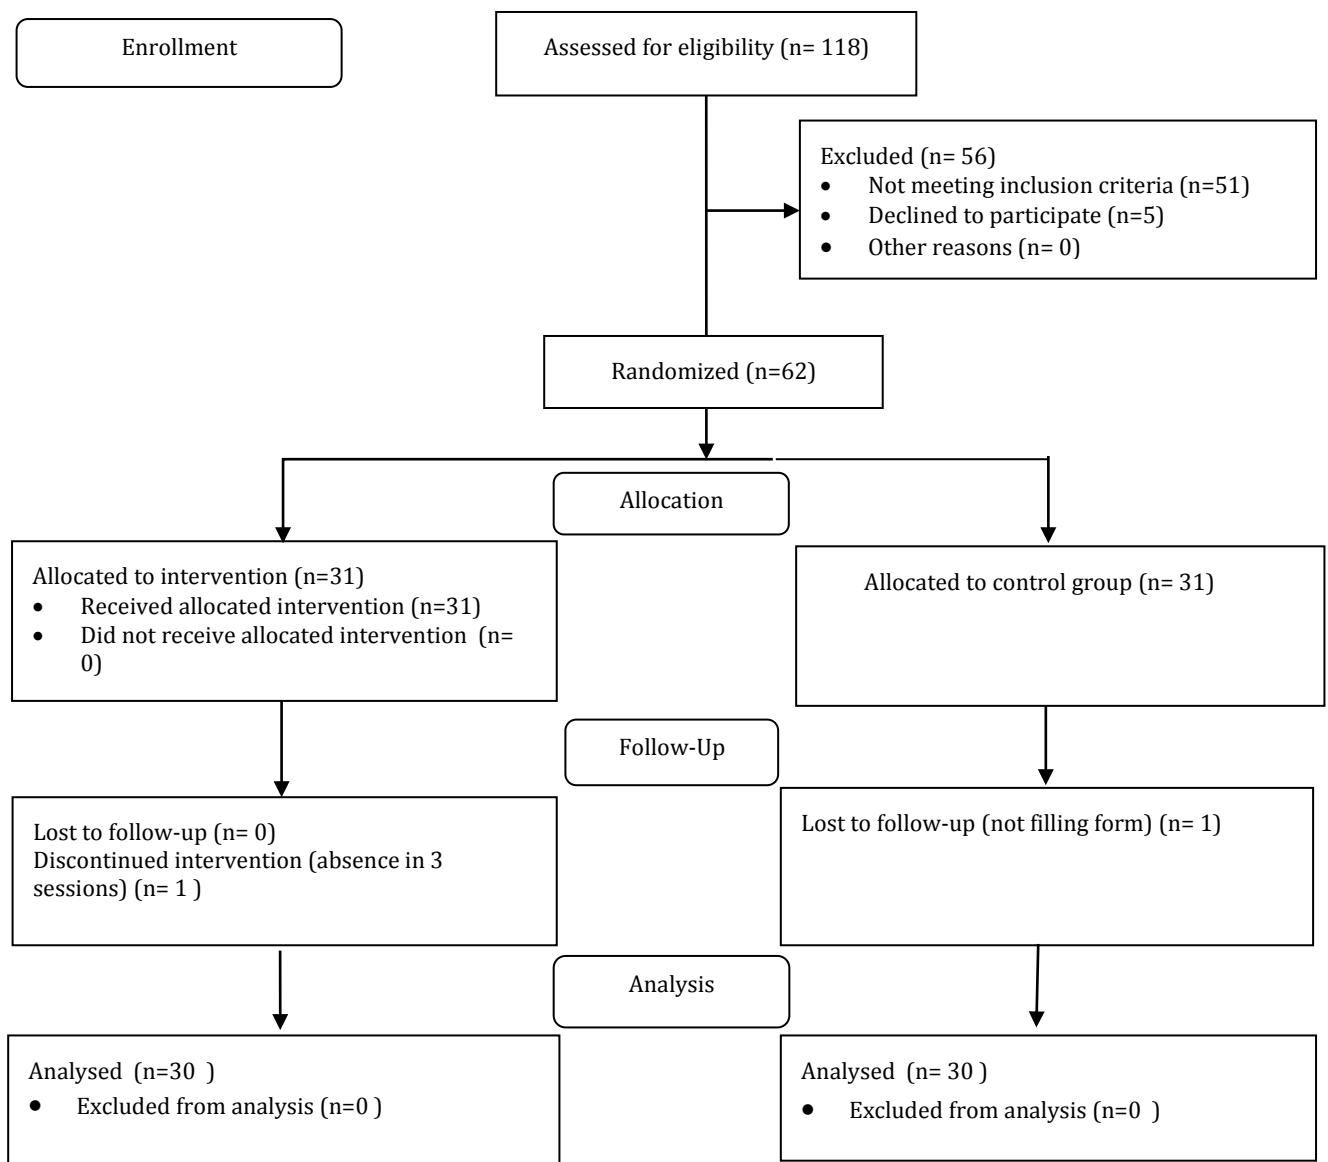 Enrollment
Assessed for eligibility (n= 118)
Excluded (n= 56)
• Not meeting inclusion criteria (n=51)
• Declined to participate (n=5)
• Other reasons (n= 0)
Randomized (n=62)
Allocation
Allocated to intervention (n=31)
• Received allocated intervention (n=31)
• Did not receive allocated intervention (n=
0)
Allocated to control group (n= 31)
Follow-Up
Lost to follow-up (n= 0)
Discontinued intervention (absence in 3
sessions) (n= 1 )
Lost to follow-up (not filling form) (n= 1)
Analysis
Analysed (n=30 )
• Excluded from analysis (n=0 )
Analysed (n= 30 )
• Excluded from analysis (n=0 )